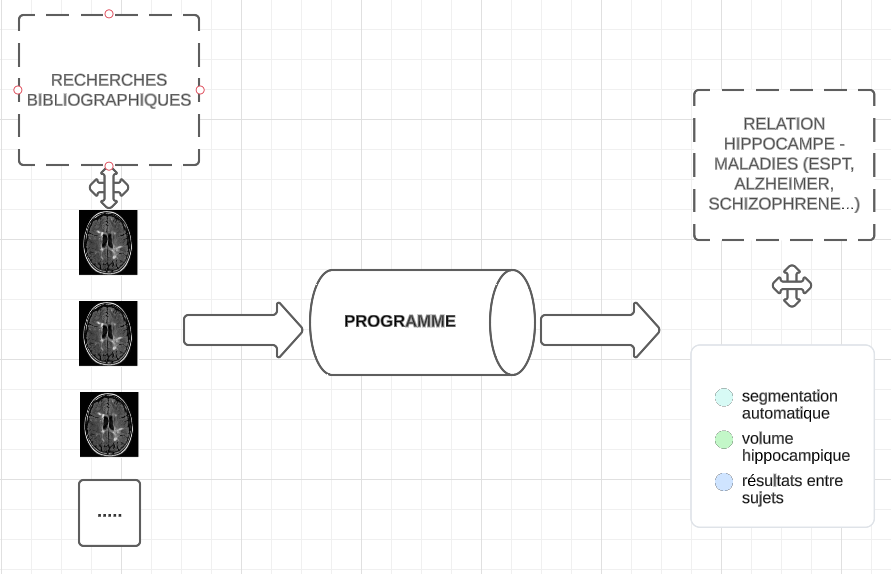 RECHERCHES
BIBLIOGRAPHIQUES
RELATION
HIPPOCAMPE -
MALADIES (ESPT,
ALZHEIMER,
SCHIZOPHRENE...)
PROGRAMME
segmentation
automatique
volume
hippocampique
résultats entre
sujets
.....